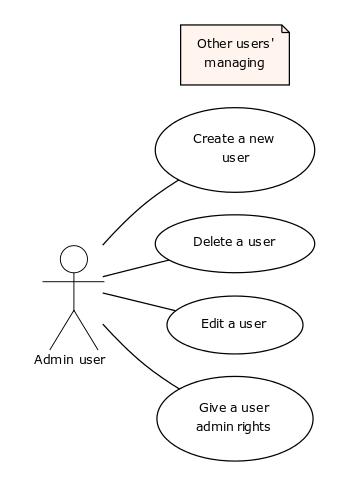 Other users'
managing
Create a new
user
Delete a user
Edit a user
Admin user
Give a user
admin rights